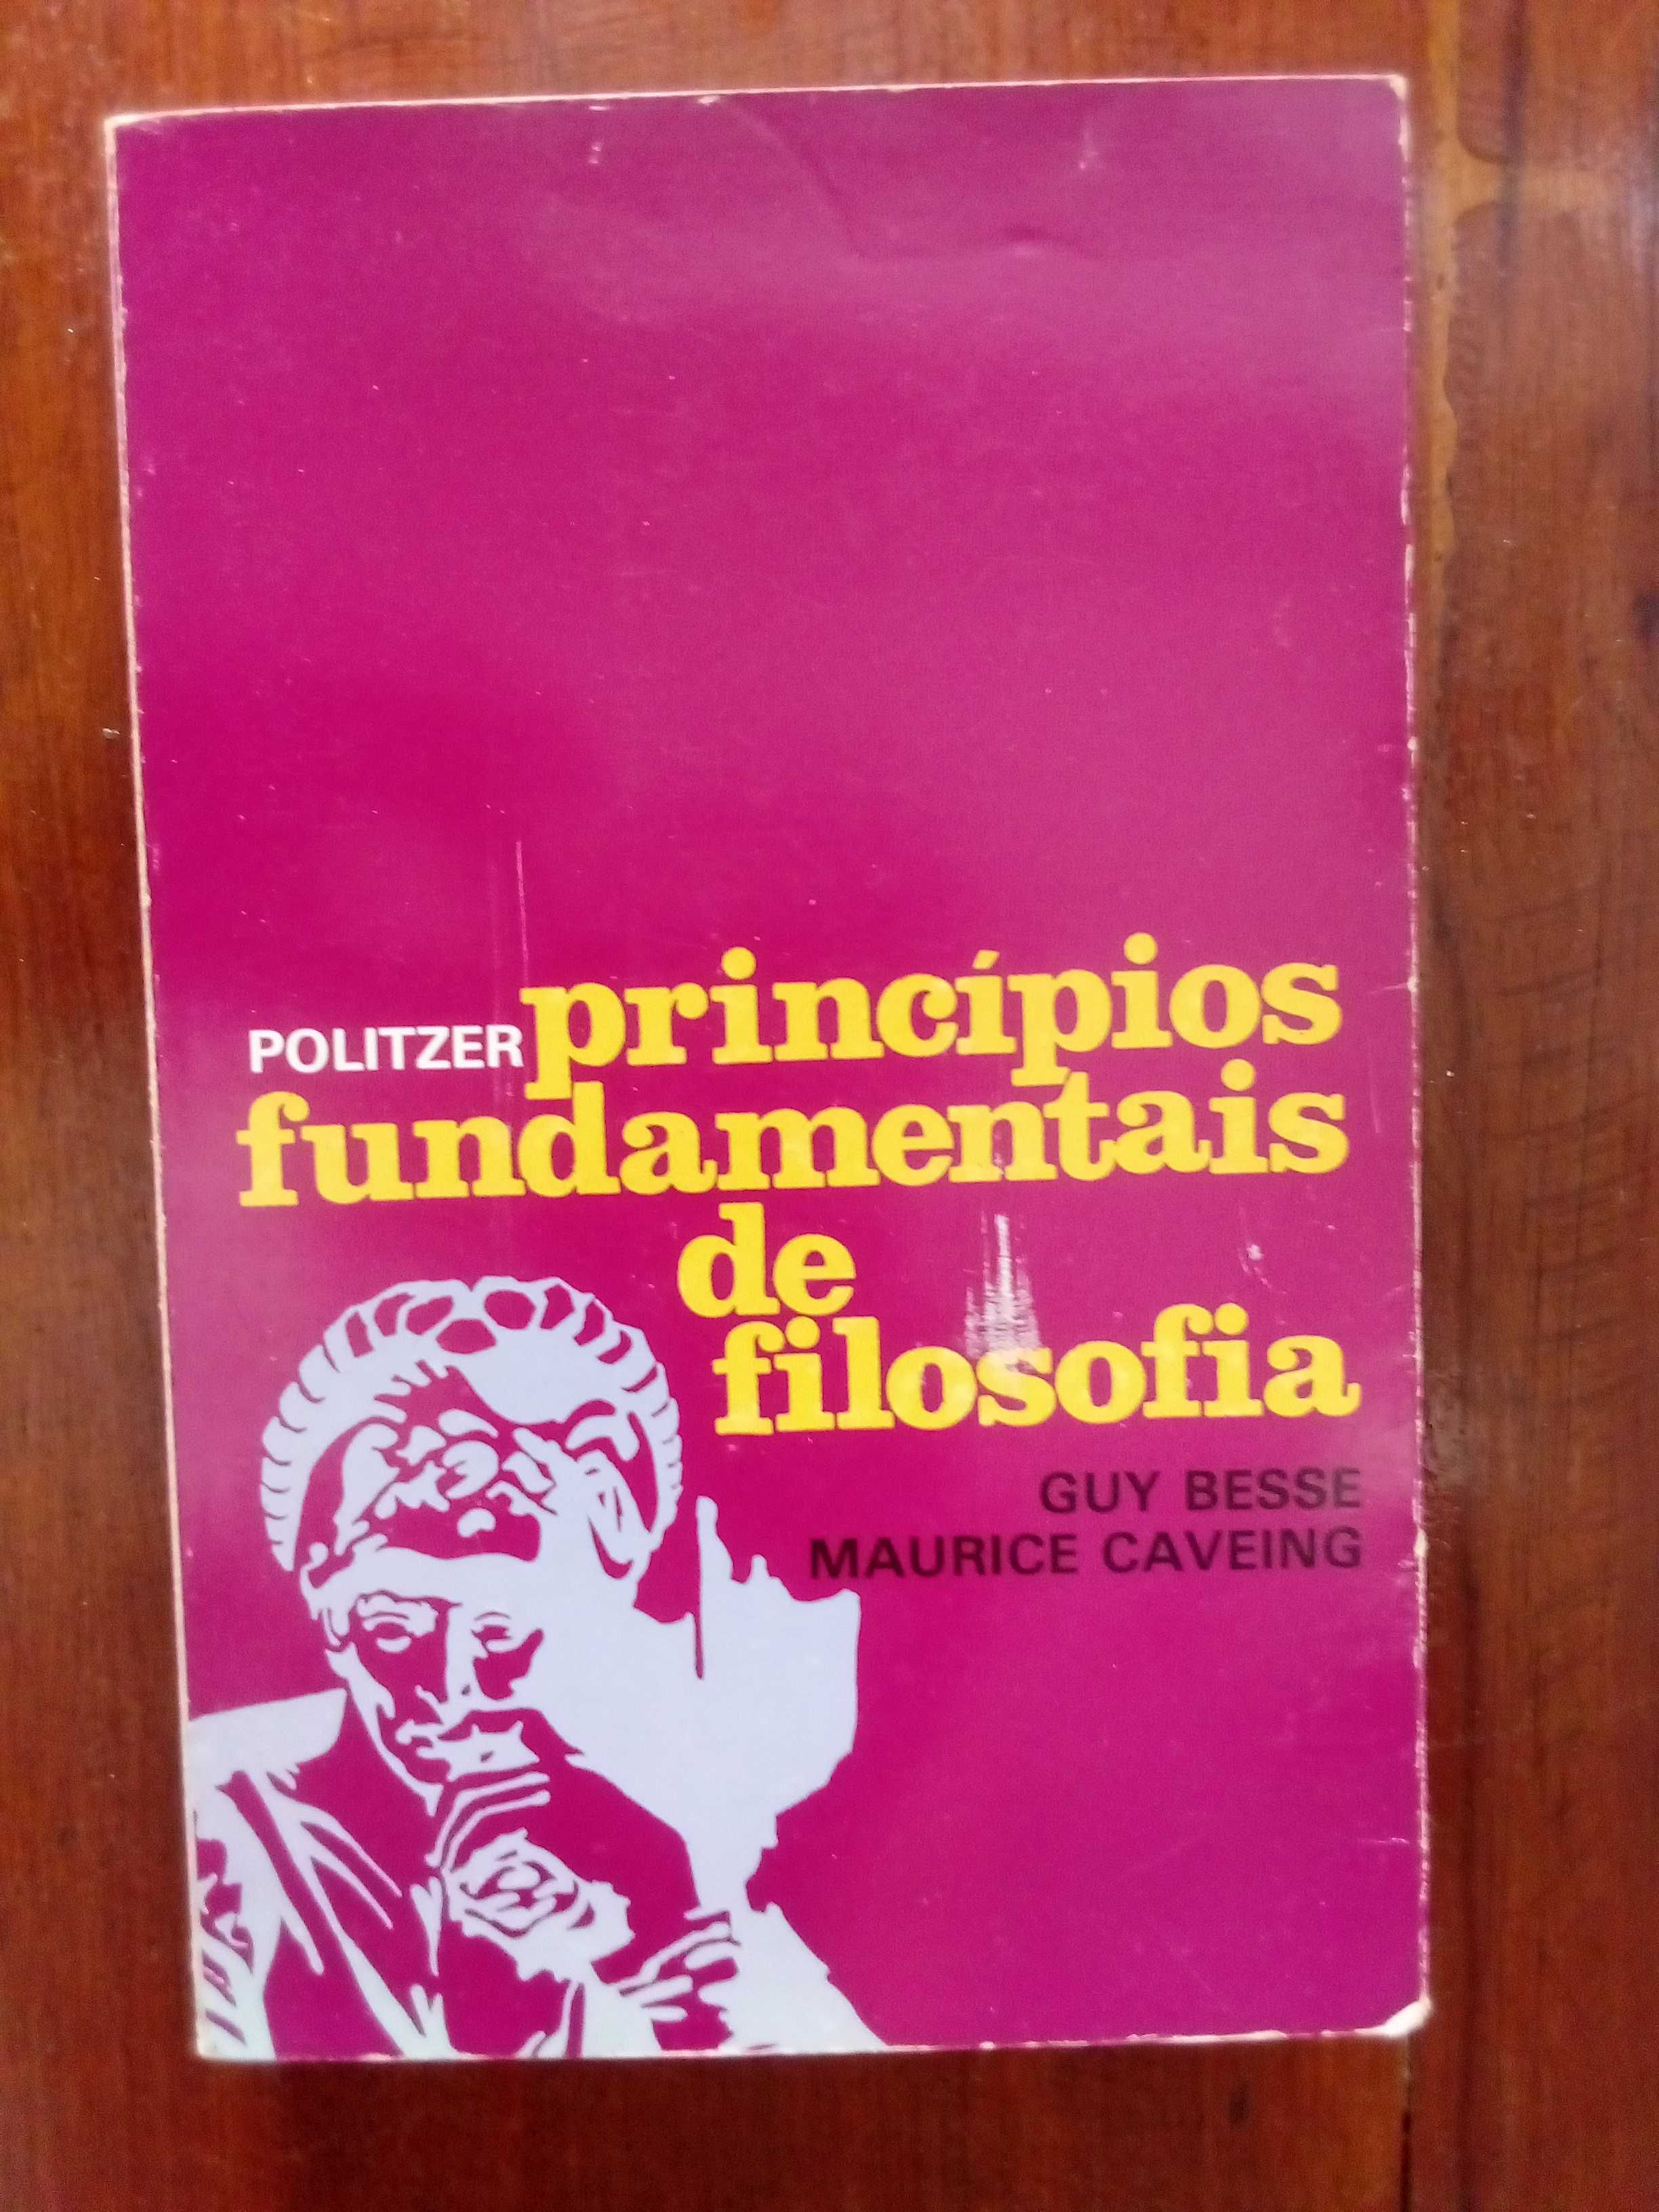 POLITZER princípios
fundamentais
de
filosofia
GUY BESSE
MAURICE CAVEING